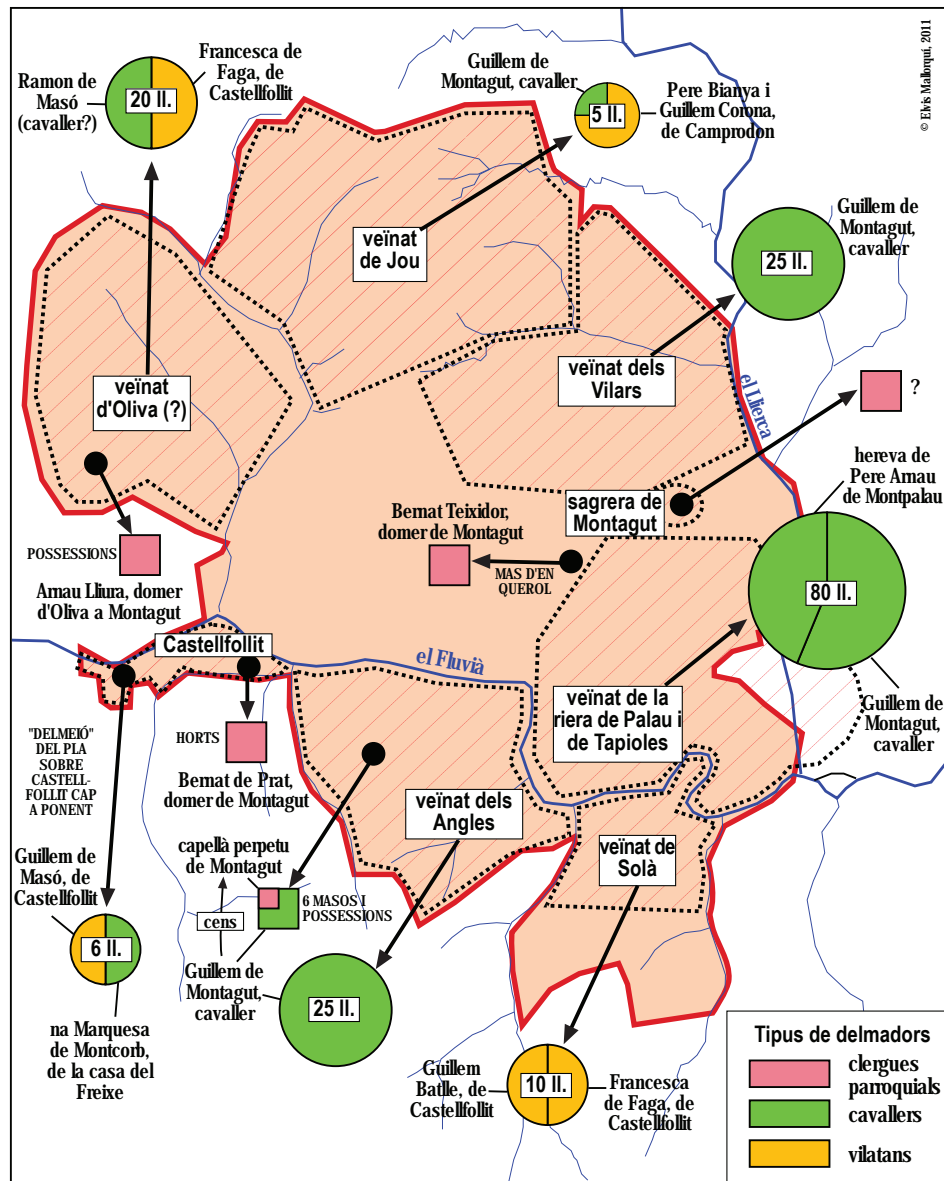 © Elvis Mallorquí, 2011
Ramon de
Masó
(cavaller?)
20 ll.
Francesca de
Faga, de
Castellfollit
Guillem de
Montagut, cavaller
5 ll.
Pere Bianya i
Guillem Corona,
de Camprodon
Guillem de
Montagut,
cavaller
25 ll.
veïnat
de Jou
veïnat dels
Vilars
veïnat
d'Oliva (?)
el Llierca
?
sagrera de
Montagut
hereva de
Pere Arnau
de Montpalau
80 ll.
Guillem de
Montagut,
cavaller
Bernat Teixidor,
domer de Montagut
MAS D'EN
QUEROL
POSSESSIONS
Arnau Lliura, domer
d'Oliva a Montagut
Castellfollit
el Fluvià
veïnat de la
riera de Palau i
de Tapioles
"DELMEIÓ"
DEL PLA
SOBRE
CASTELL-
FOLLIT CAP
A PONENT
HORTS
Bernat de Prat,
domer de Montagut
veïnat dels
Angles
veïnat de
Solà
capellà perpetu
de Montagut
6 MASOS I
POSSESSIONS
cens
Guillem de
Montagut,
cavaller
25 ll.
Guillem de
Masó, de
Castellfollit
6 ll.
na Marquesa
de Montcorb,
de la casa del
Freixe
Guillem
Batlle, de
Castellfollit
10 ll.
Francesca
de Faga, de
Castellfollit
Tipus de delmadors
clergues
parroquials
cavallers
vilatans